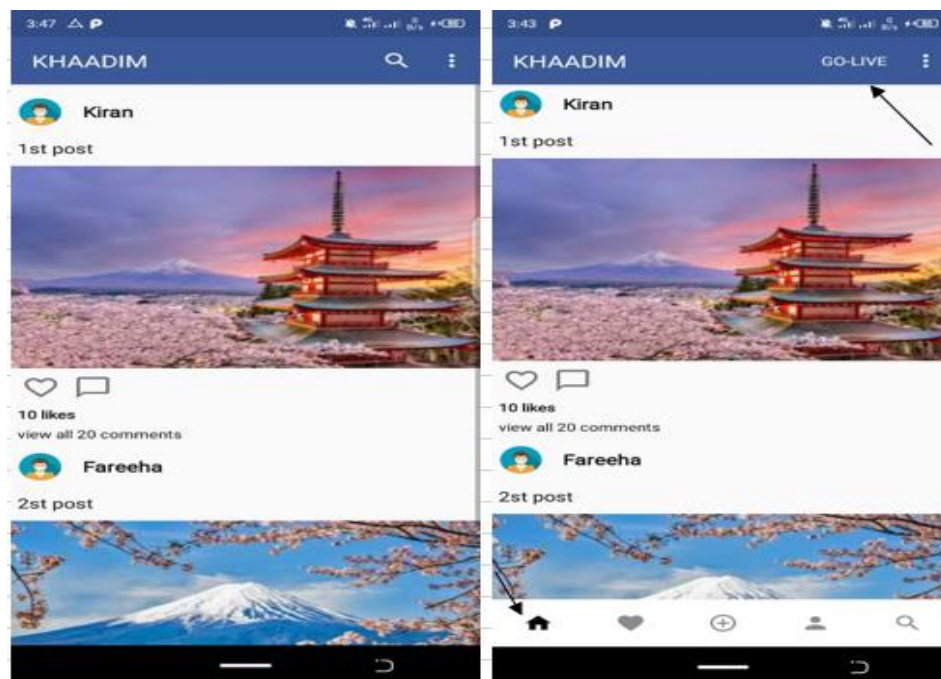 3:47
KHAADIM
Kiran
1st post
10 likes
view all 20 comments
Fareeha
2st post
3:43
KHAADIM GO-LIVE
Kiran
1st post
10 likes
view all 20 comments
Fareeha
2st post